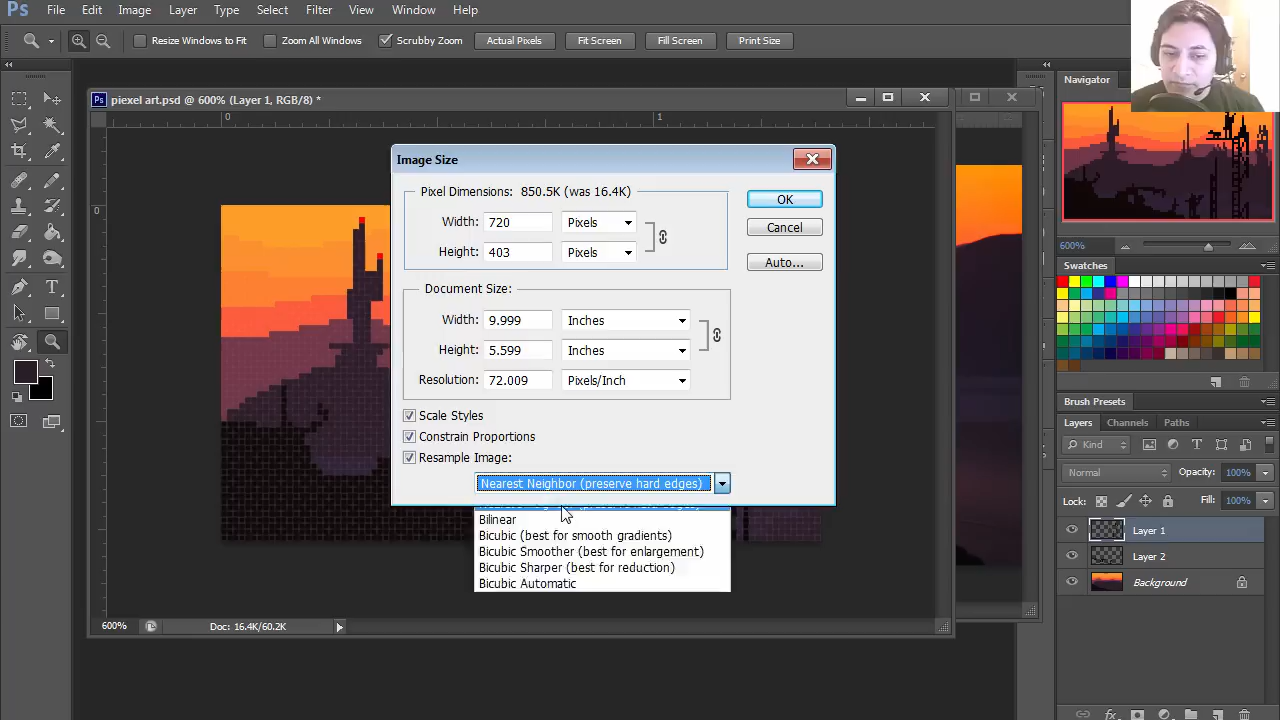 Ps File Edit Image Layer Type Select Filter View Window Help
Resize Windows to Fit Zoom All Windows Scrubby Zoom Actual Pixels Fit Screen Fill Screen Print Size
Ps piexel art.psd @ 600% (Layer 1, RGB/8) *
0 1
0
Image Size
Pixel Dimensions: 850.5K (was 16.4K)
Width: 720 Pixels
Height: 403 Pixels
OK
Cancel
Auto...
Document Size:
Width: 9.999 Inches
Height: 5.599 Inches
Resolution: 72.009 Pixels/Inch
Scale Styles
Constrain Proportions
Resample Image:
Nearest Neighbor (preserve hard edges)
Bilinear
Bicubic (best for smooth gradients)
Bicubic Smoother (best for enlargement)
Bicubic Sharper (best for reduction)
Bicubic Automatic
600% Doc: 16.4K/60.2K
Navigator
600%
Swatches
Brush Presets
Layers Channels Paths
Kind
Normal Opacity: 100%
Lock: Fill: 100%
Layer 1
Layer 2
Background
fx